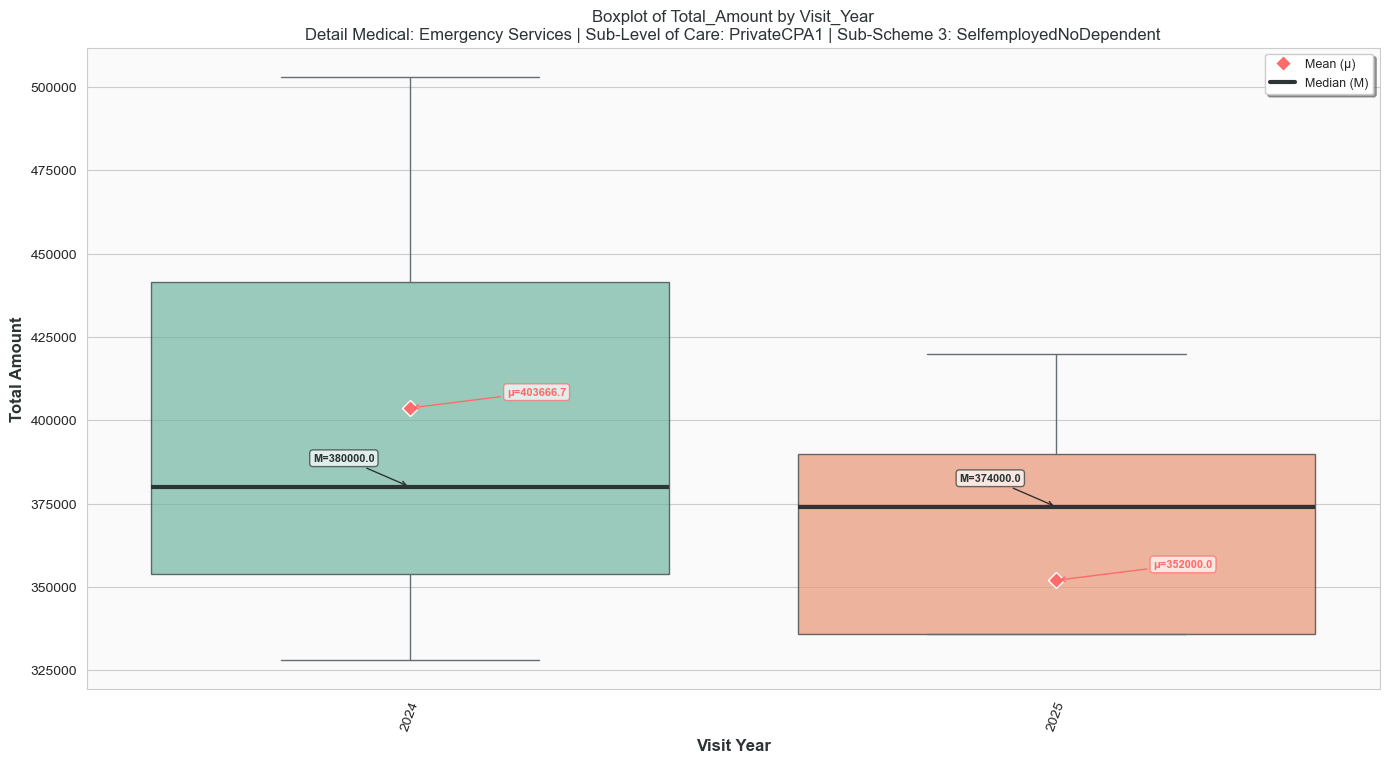 Boxplot of Total_Amount by Visit_Year
Detail Medical: Emergency Services | Sub-Level of Care: PrivateCPA1 | Sub-Scheme 3: SelfemployedNoDependent
Mean (μ)
Median (M)
500000
475000
450000
425000
400000
375000
350000
325000
Total Amount
μ=403666.7
M=380000.0
M=374000.0
μ=352000.0
2024
2025
Visit Year